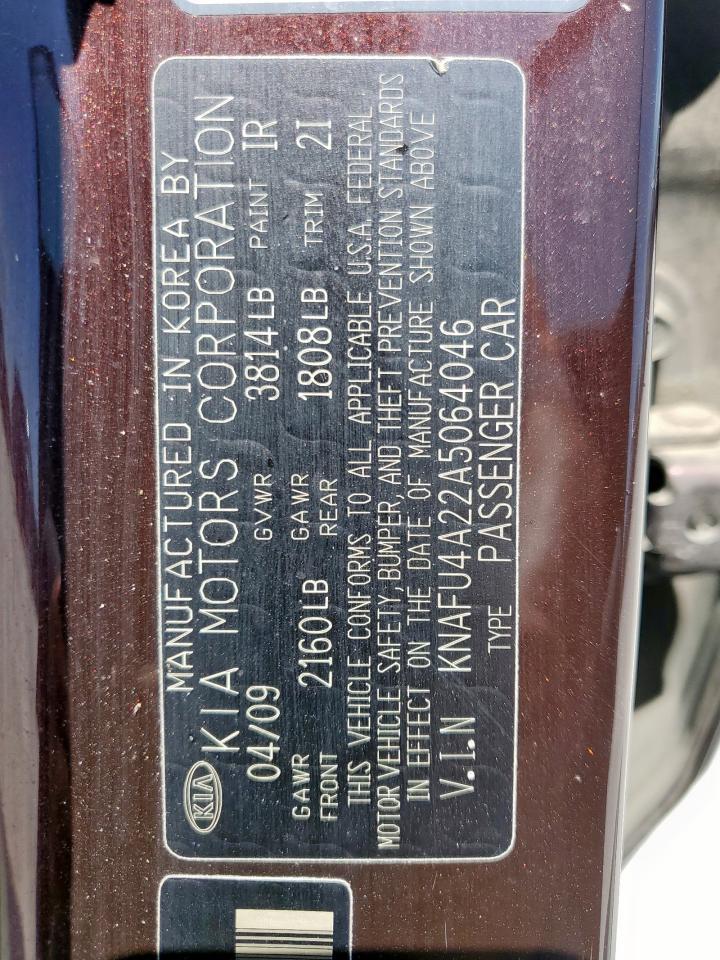 MANUFACTURED IN KOREA BY
KIA KIA MOTORS CORPORATION
04/09 GVWR 3814LB PAINT IR
GAWR FRONT 2160LB GAWR REAR 1808LB TRIM 2I
THIS VEHICLE CONFORMS TO ALL APPLICABLE U.S.A. FEDERAL
MOTOR VEHICLE SAFETY, BUMPER, AND THEFT PREVENTION STANDARDS
IN EFFECT ON THE DATE OF MANUFACTURE SHOWN ABOVE
V.I.N KNAFU4A22A5064046
TYPE PASSENGER CAR